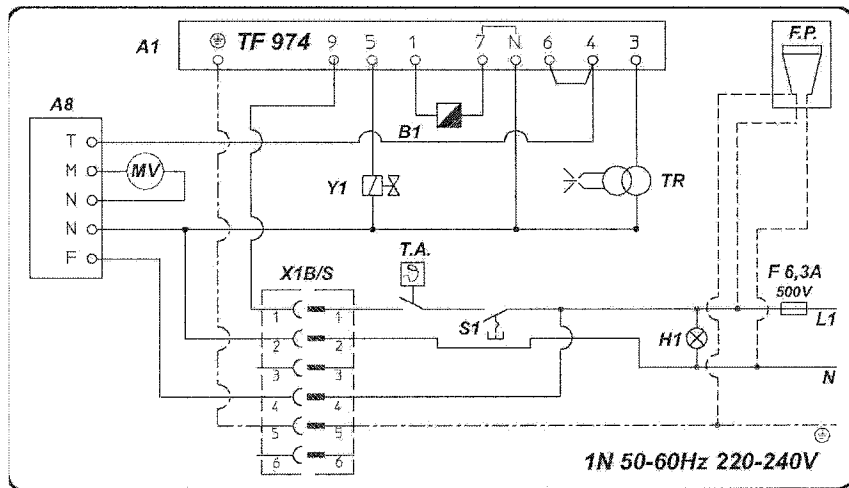 A1 TF 974 9 5 1 7 N 6 4 3
F.P.
A8
T
M MV
N
N
F
B1
Y1
TR
T.A.
X1B/S
F 6,3A
500V
1 1
S1
L1
2 2
H1
3 3
N
4 4
5 5
6 6
1N 50-60Hz 220-240V